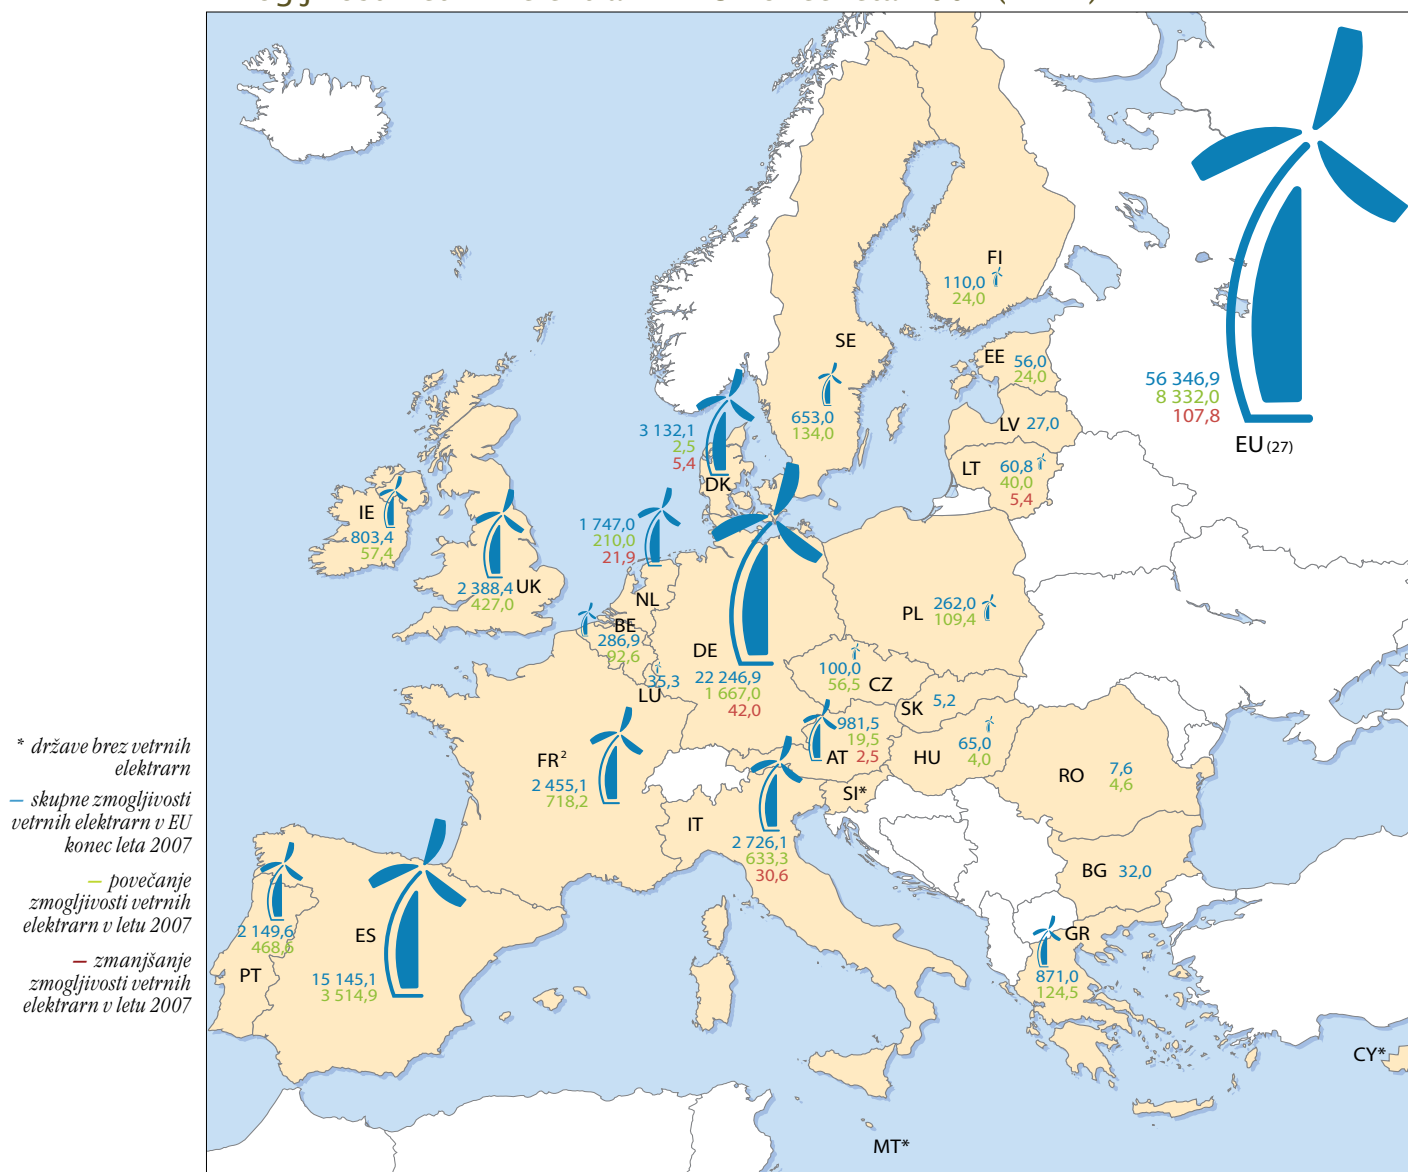 FI
110,0
24,0
SE
653,0
134,0
EE
56,0
24,0
LV 27,0
LT
60,8
40,0
5,4
56 346,9
8 332,0
107,8
EU (27)
3 132,1
2,5
5,4
DK
IE
803,4
57,4
2 388,4
UK
427,0
1 747,0
210,0
21,9
NL
BE
286,9
92,6
PL
262,0
109,4
DE
22 246,9
1 667,0
42,0
35,3
LU
100,0
56,5
CZ
SK
5,2
981,5
19,5
AT 2,5
HU
65,0
4,0
RO
7,6
4,6
FR²
2 455,1
718,2
SI*
IT
2 726,1
633,3
30,6
BG 32,0
GR
871,0
124,5
2 149,6
468,5
PT
ES
15 145,1
3 514,9
CY*
MT*
* države brez vetrnih
elektrarn
– skupne zmogljivosti
vetrnih elektrarn v EU
konec leta 2007
– povečanje
zmogljivosti vetrnih
elektrarn v letu 2007
– zmanjšanje
zmogljivosti vetrnih
elektrarn v letu 2007